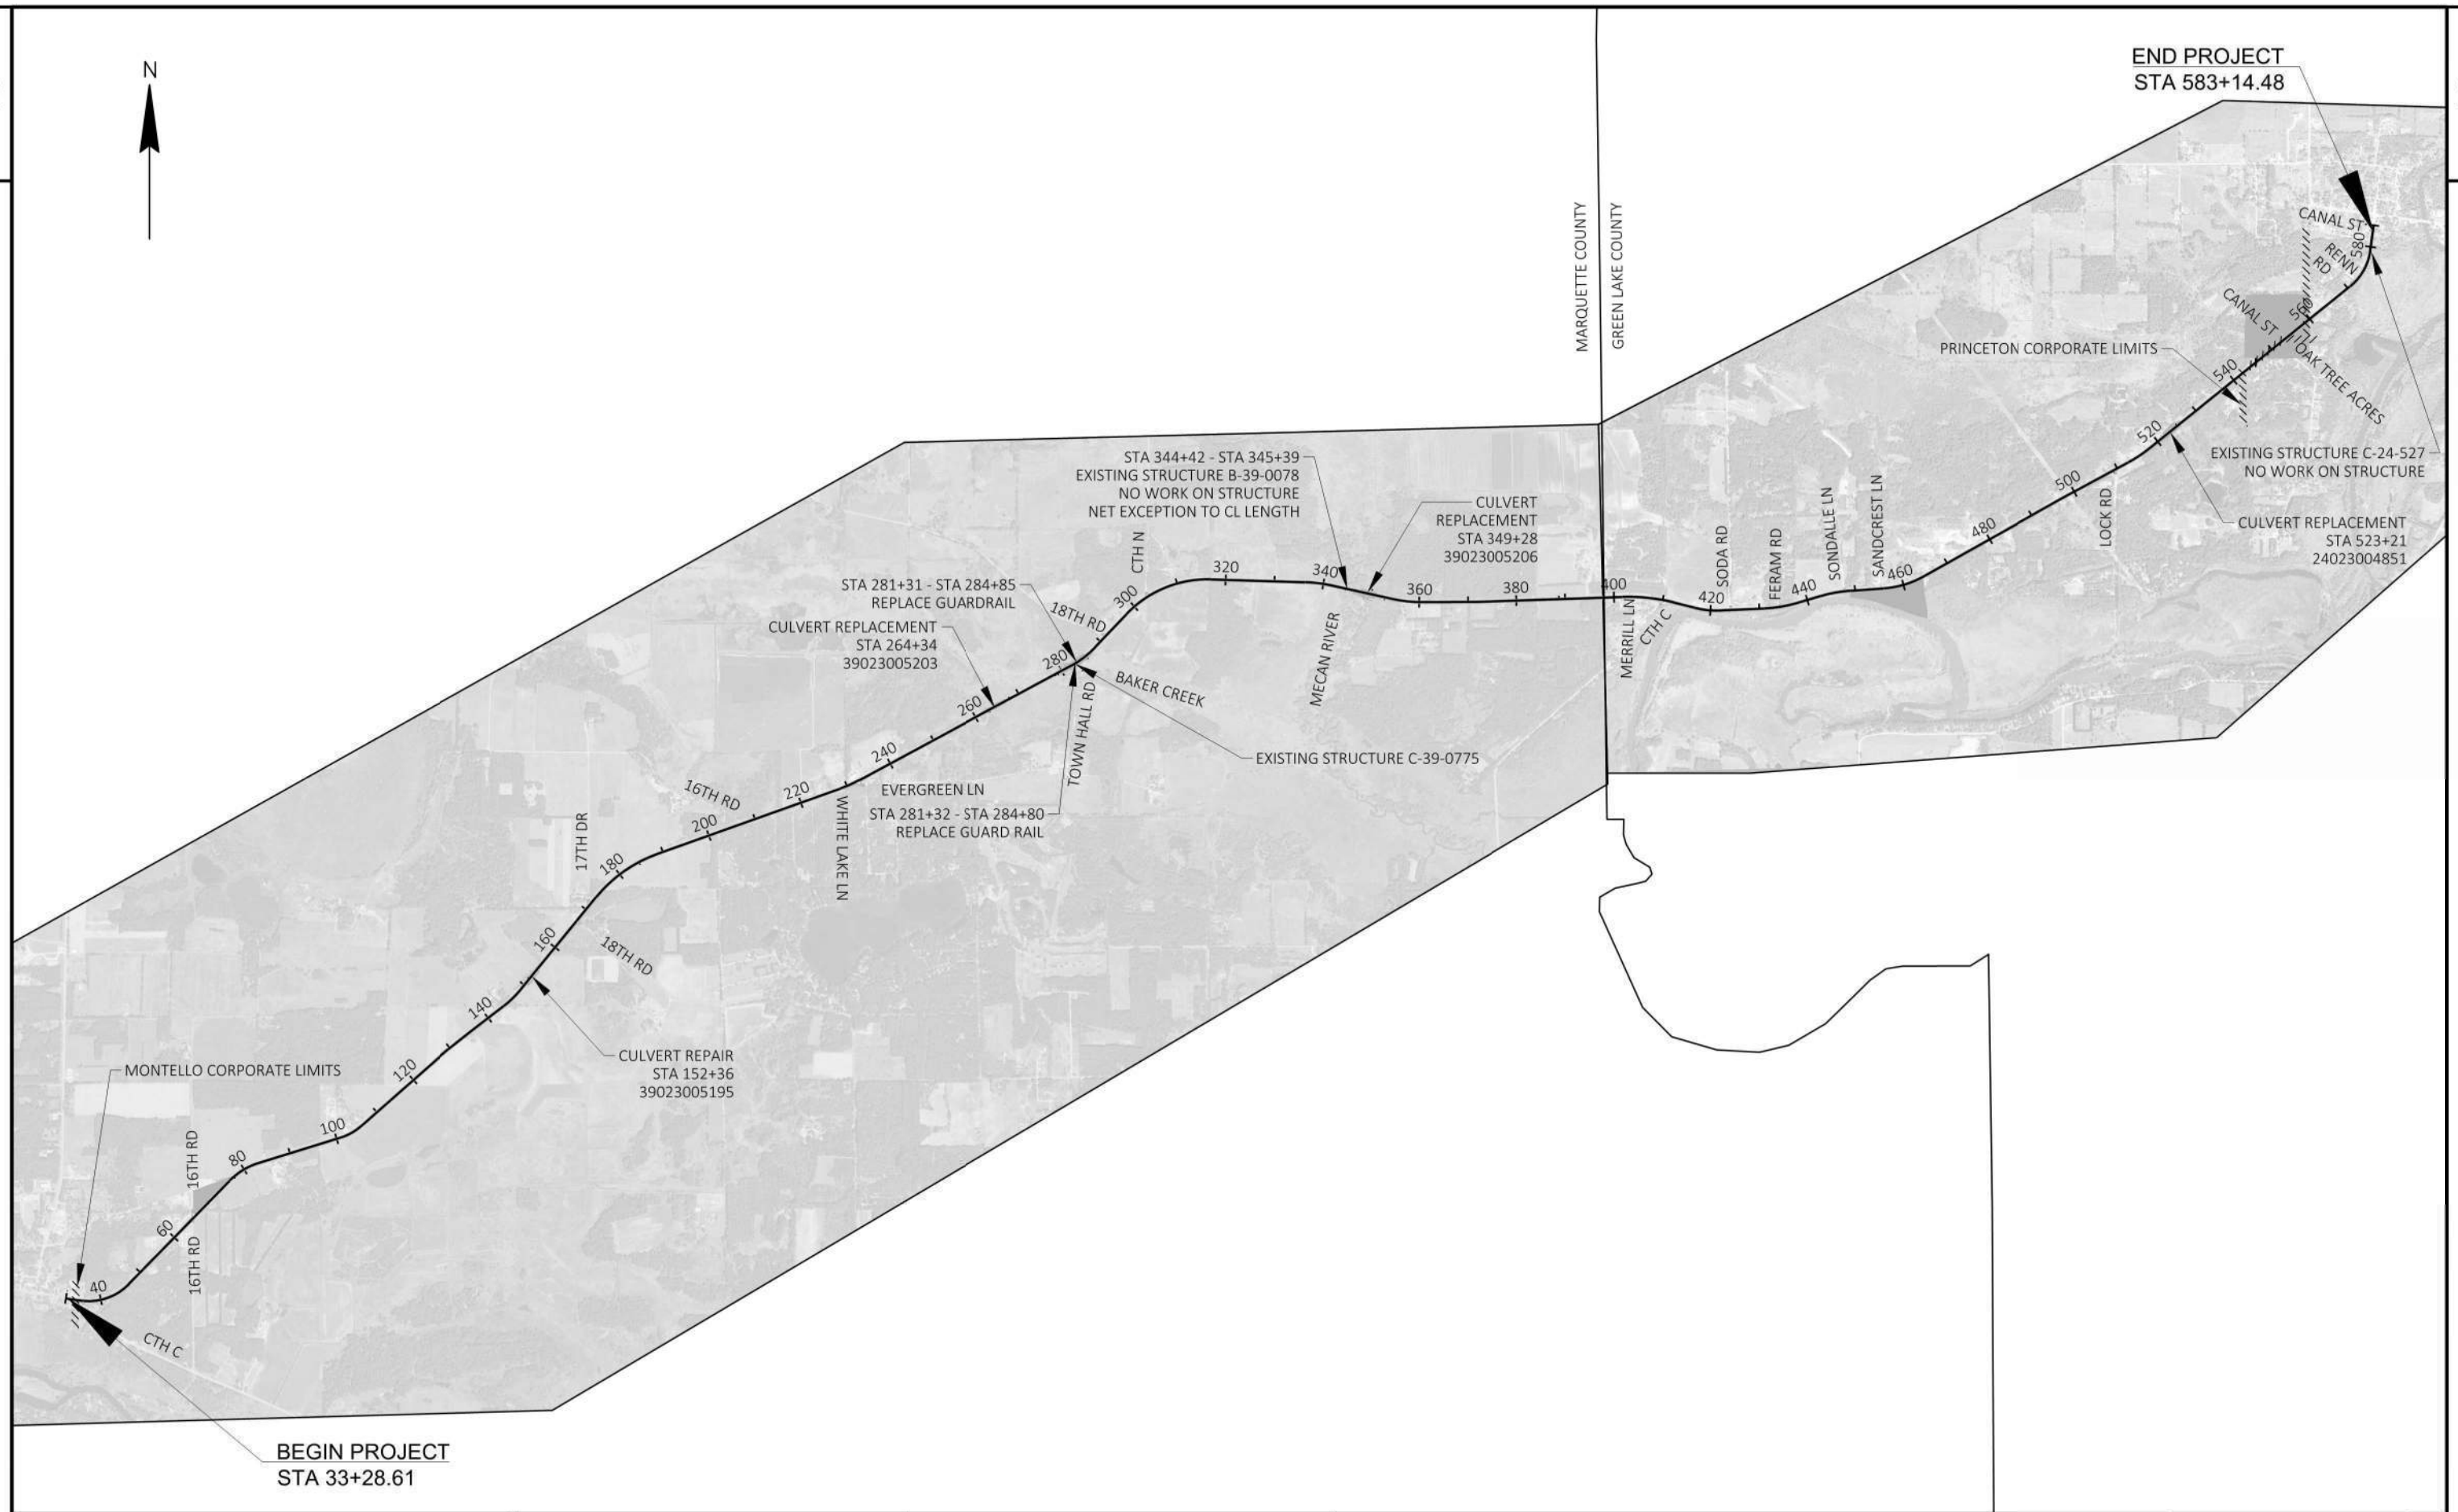 N
END PROJECT
STA 583+14.48
MARQUETTE COUNTY
GREEN LAKE COUNTY
CANAL ST
580
RENN
RD
CANAL ST
560
OAK TREE ACRES
PRINCETON CORPORATE LIMITS
540
520
EXISTING STRUCTURE C-24-527
NO WORK ON STRUCTURE
CULVERT REPLACEMENT
STA 523+21
24023004851
LOCK RD
500
480
SANDCREST LN
460
SONDALLE LN
440
FERAM RD
SODA RD
420
CTH C
MERRILL LN
400
380
360
STA 344+42 - STA 345+39
EXISTING STRUCTURE B-39-0078
NO WORK ON STRUCTURE
NET EXCEPTION TO CL LENGTH
CULVERT
REPLACEMENT
STA 349+28
39023005206
MECAN RIVER
340
320
CTH N
300
18TH RD
STA 281+31 - STA 284+85
REPLACE GUARDRAIL
CULVERT REPLACEMENT
STA 264+34
39023005203
280
BAKER CREEK
TOWN HALL RD
EXISTING STRUCTURE C-39-0775
260
240
EVERGREEN LN
STA 281+32 - STA 284+80
REPLACE GUARD RAIL
WHITE LAKE LN
220
16TH RD
200
17TH DR
180
18TH RD
160
140
CULVERT REPAIR
STA 152+36
39023005195
120
100
MONTELLO CORPORATE LIMITS
16TH RD
80
60
16TH RD
40
CTH C
BEGIN PROJECT
STA 33+28.61